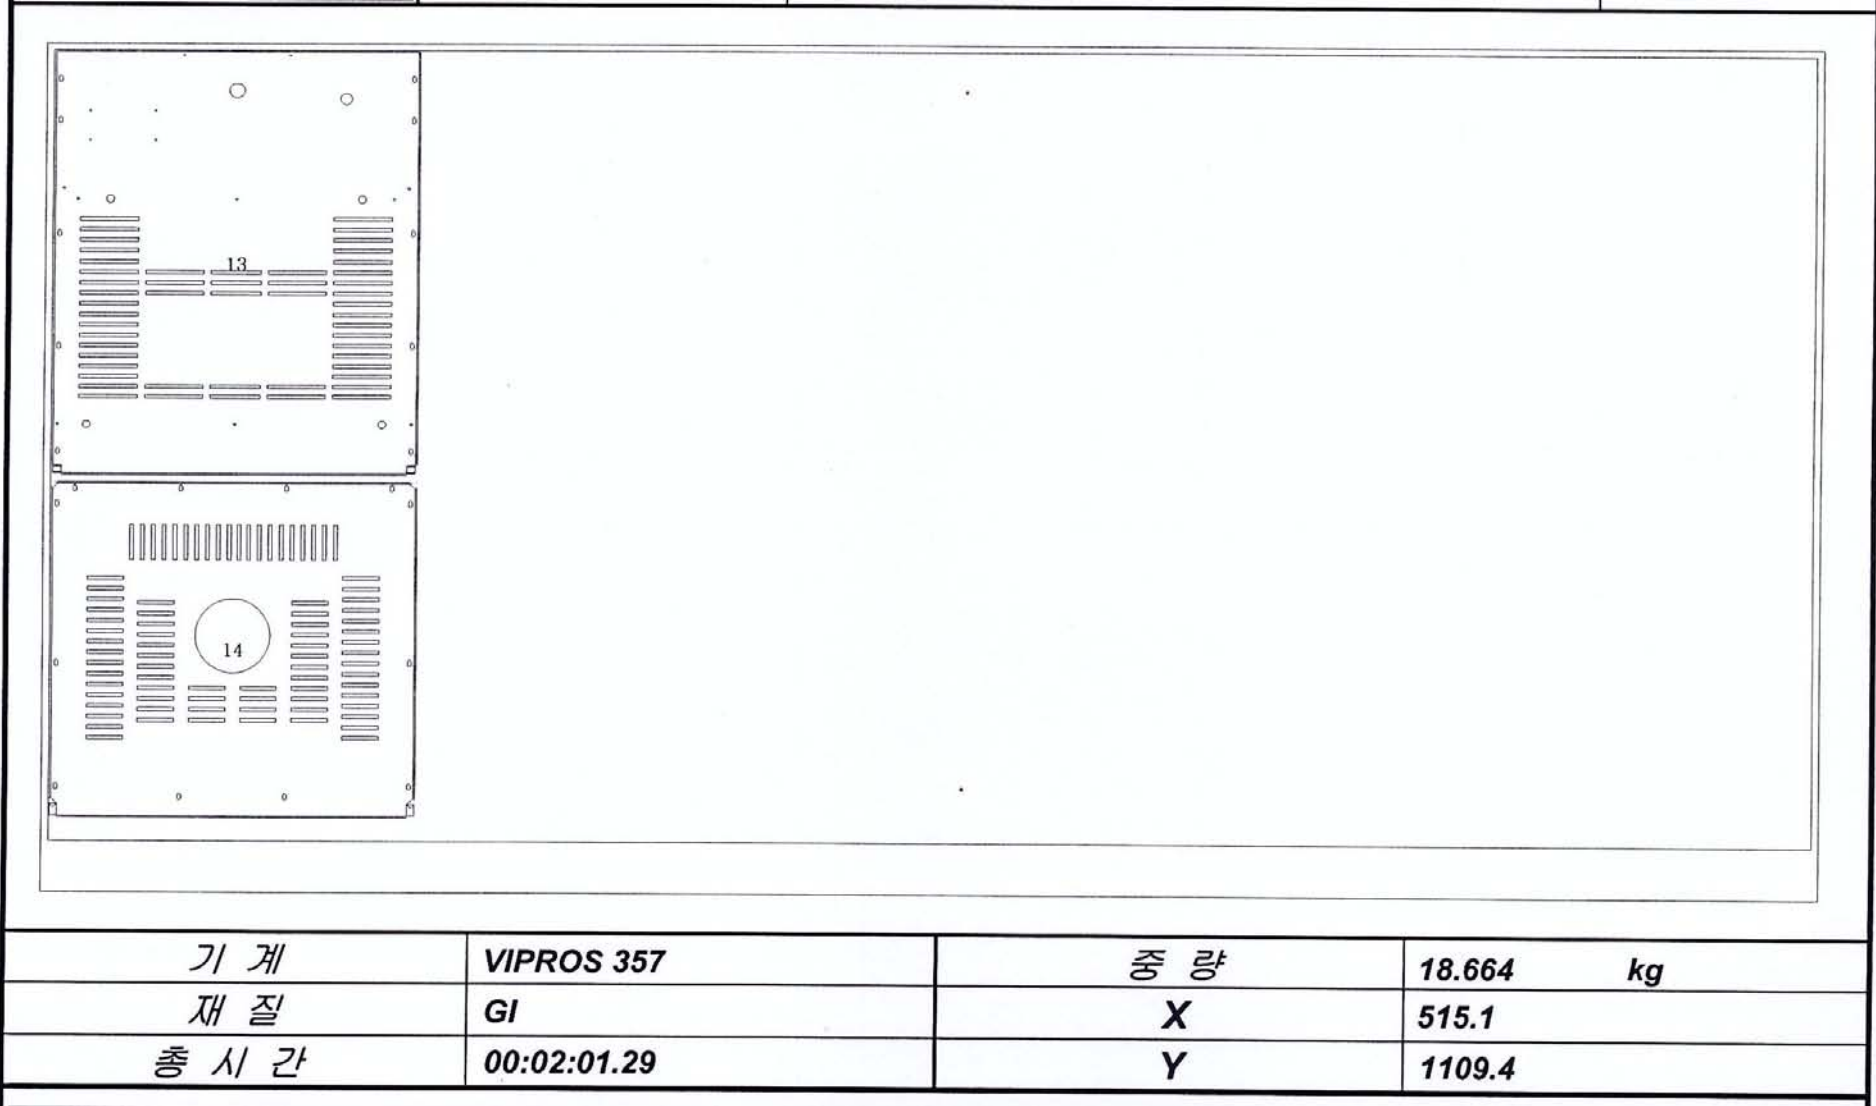 13
14
기 계 VIPROS 357 중 량 18.664 kg
재 질 GI X 515.1
총 시 간 00:02:01.29 Y 1109.4